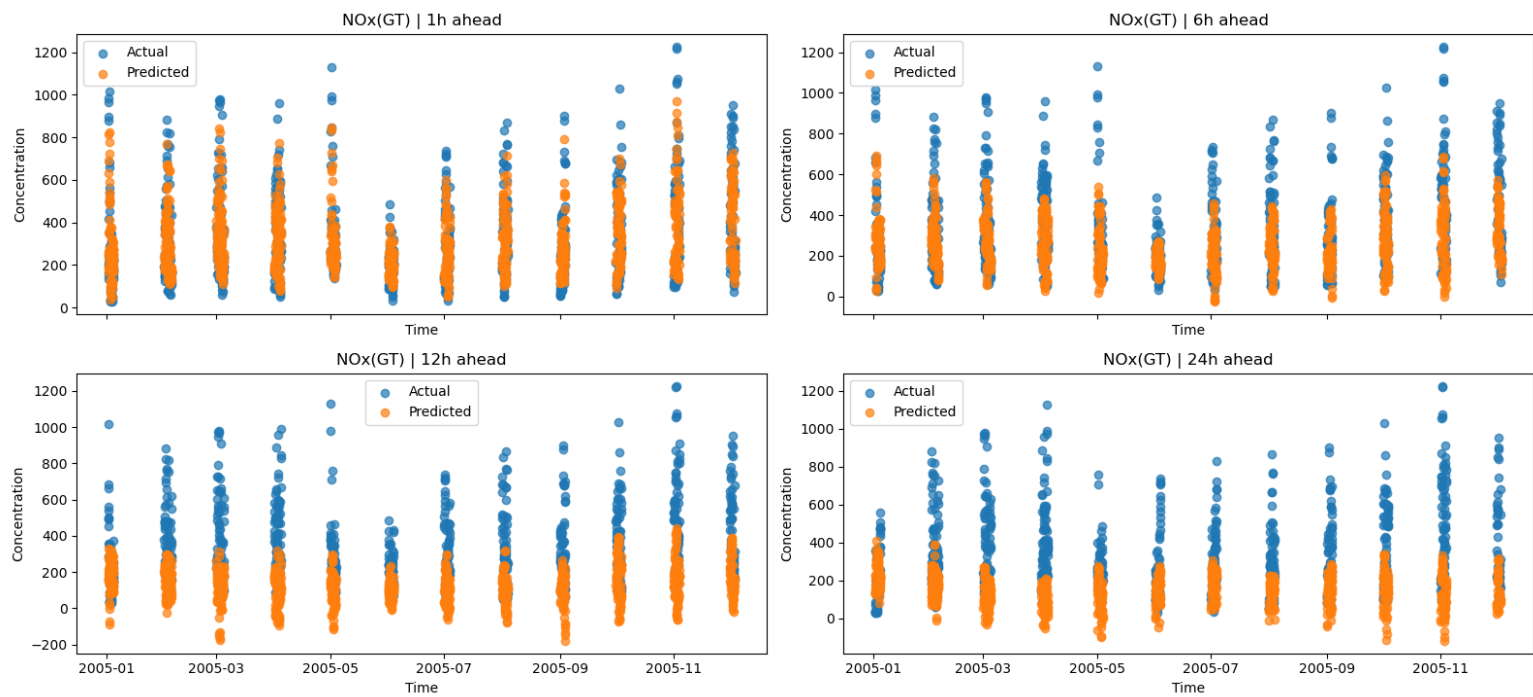 NOx(GT) | 1h ahead
Actual
Predicted
1200
1000
800
600
400
200
0
Concentration
Time
NOx(GT) | 6h ahead
Actual
Predicted
1200
1000
800
600
400
200
0
Concentration
Time
NOx(GT) | 12h ahead
Actual
Predicted
1200
1000
800
600
400
200
0
−200
Concentration
2005-01
2005-03
2005-05
2005-07
2005-09
2005-11
Time
NOx(GT) | 24h ahead
Actual
Predicted
1200
1000
800
600
400
200
0
Concentration
2005-01
2005-03
2005-05
2005-07
2005-09
2005-11
Time